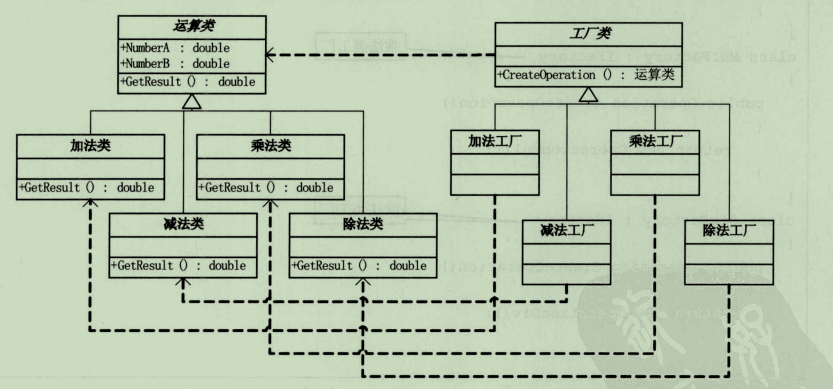 运算类
+NumberA : double
+NumberB : double
+GetResult () : double
工厂类
+CreateOperation () : 运算类
加法类
+GetResult () : double
乘法类
+GetResult () : double
加法工厂
乘法工厂
减法类
+GetResult () : double
除法类
+GetResult () : double
减法工厂
除法工厂